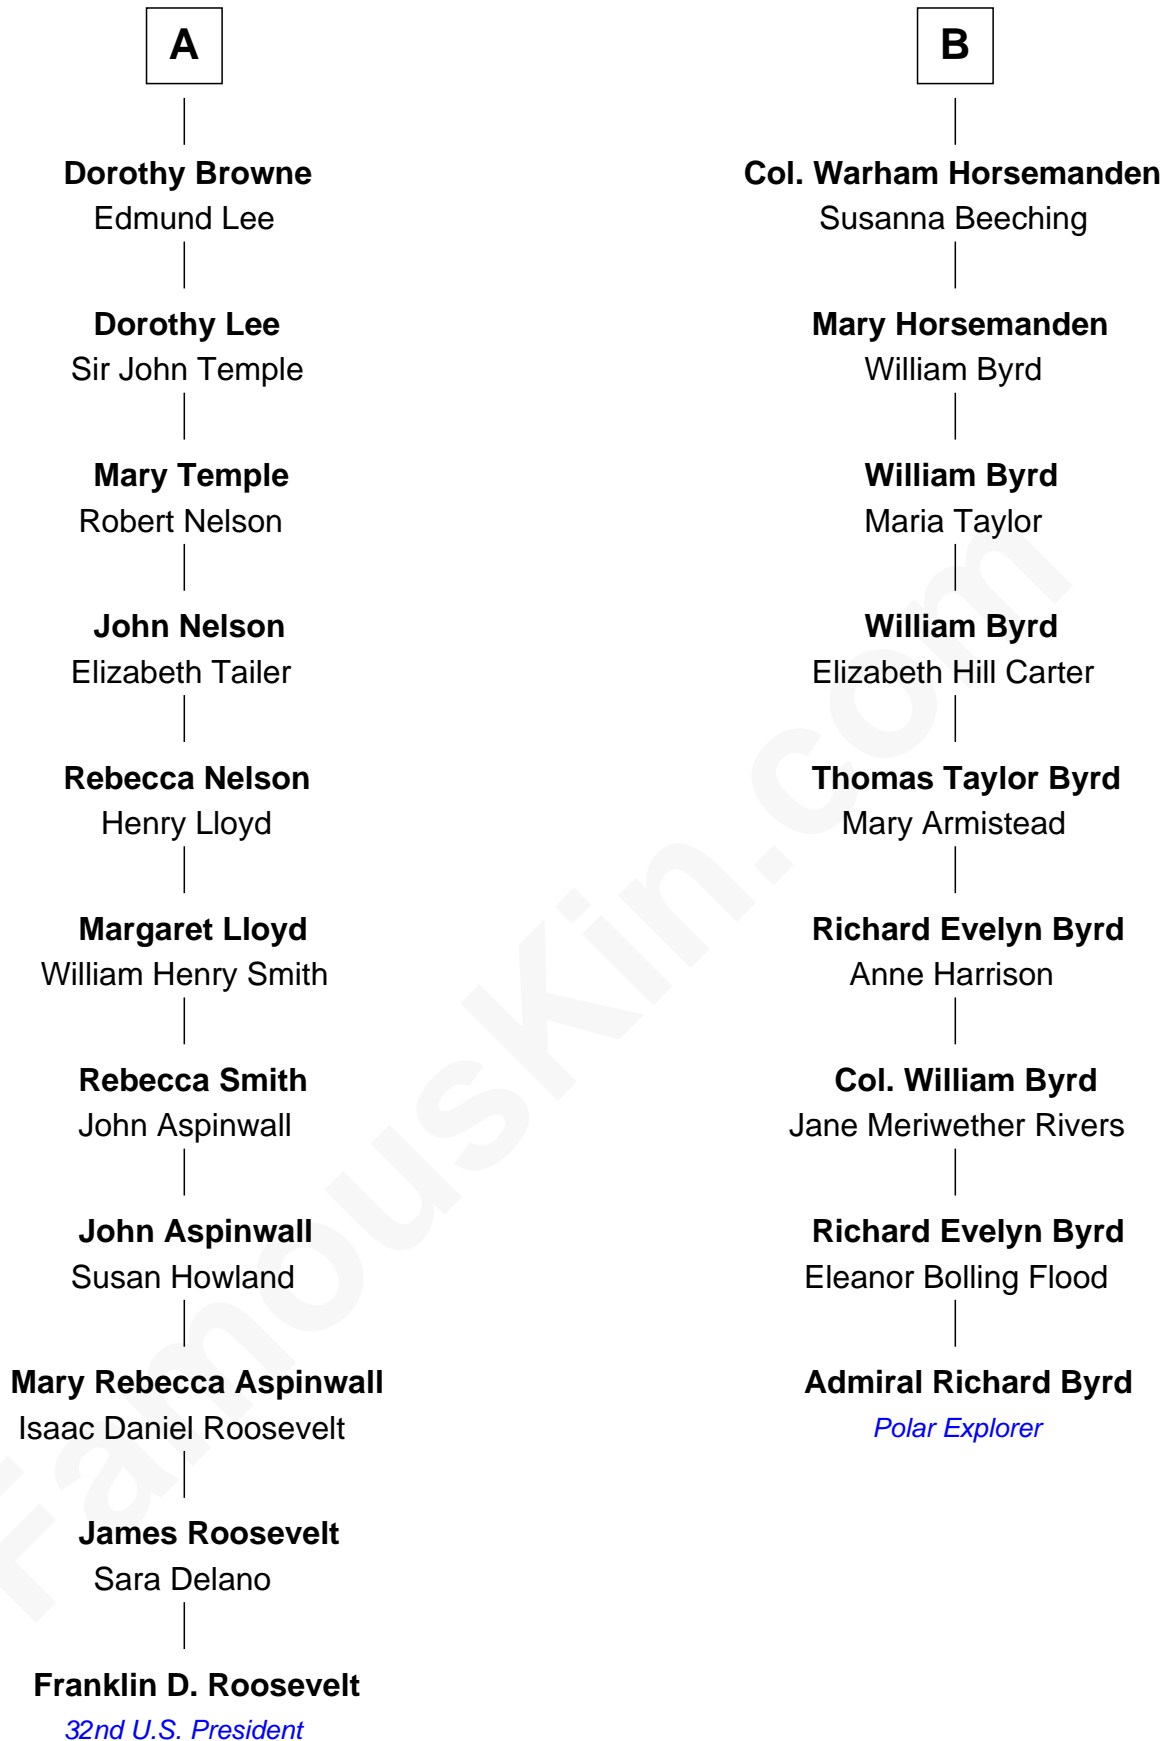 A
Dorothy Browne
Edmund Lee
Dorothy Lee
Sir John Temple
Mary Temple
Robert Nelson
John Nelson
Elizabeth Tailer
Rebecca Nelson
Henry Lloyd
Margaret Lloyd
William Henry Smith
Rebecca Smith
John Aspinwall
John Aspinwall
Susan Howland
Mary Rebecca Aspinwall
Isaac Daniel Roosevelt
James Roosevelt
Sara Delano
Franklin D. Roosevelt
32nd U.S. President
B
Col. Warham Horsemanden
Susanna Beeching
Mary Horsemanden
William Byrd
William Byrd
Maria Taylor
William Byrd
Elizabeth Hill Carter
Thomas Taylor Byrd
Mary Armistead
Richard Evelyn Byrd
Anne Harrison
Col. William Byrd
Jane Meriwether Rivers
Richard Evelyn Byrd
Eleanor Bolling Flood
Admiral Richard Byrd
Polar Explorer
FamousKin.com